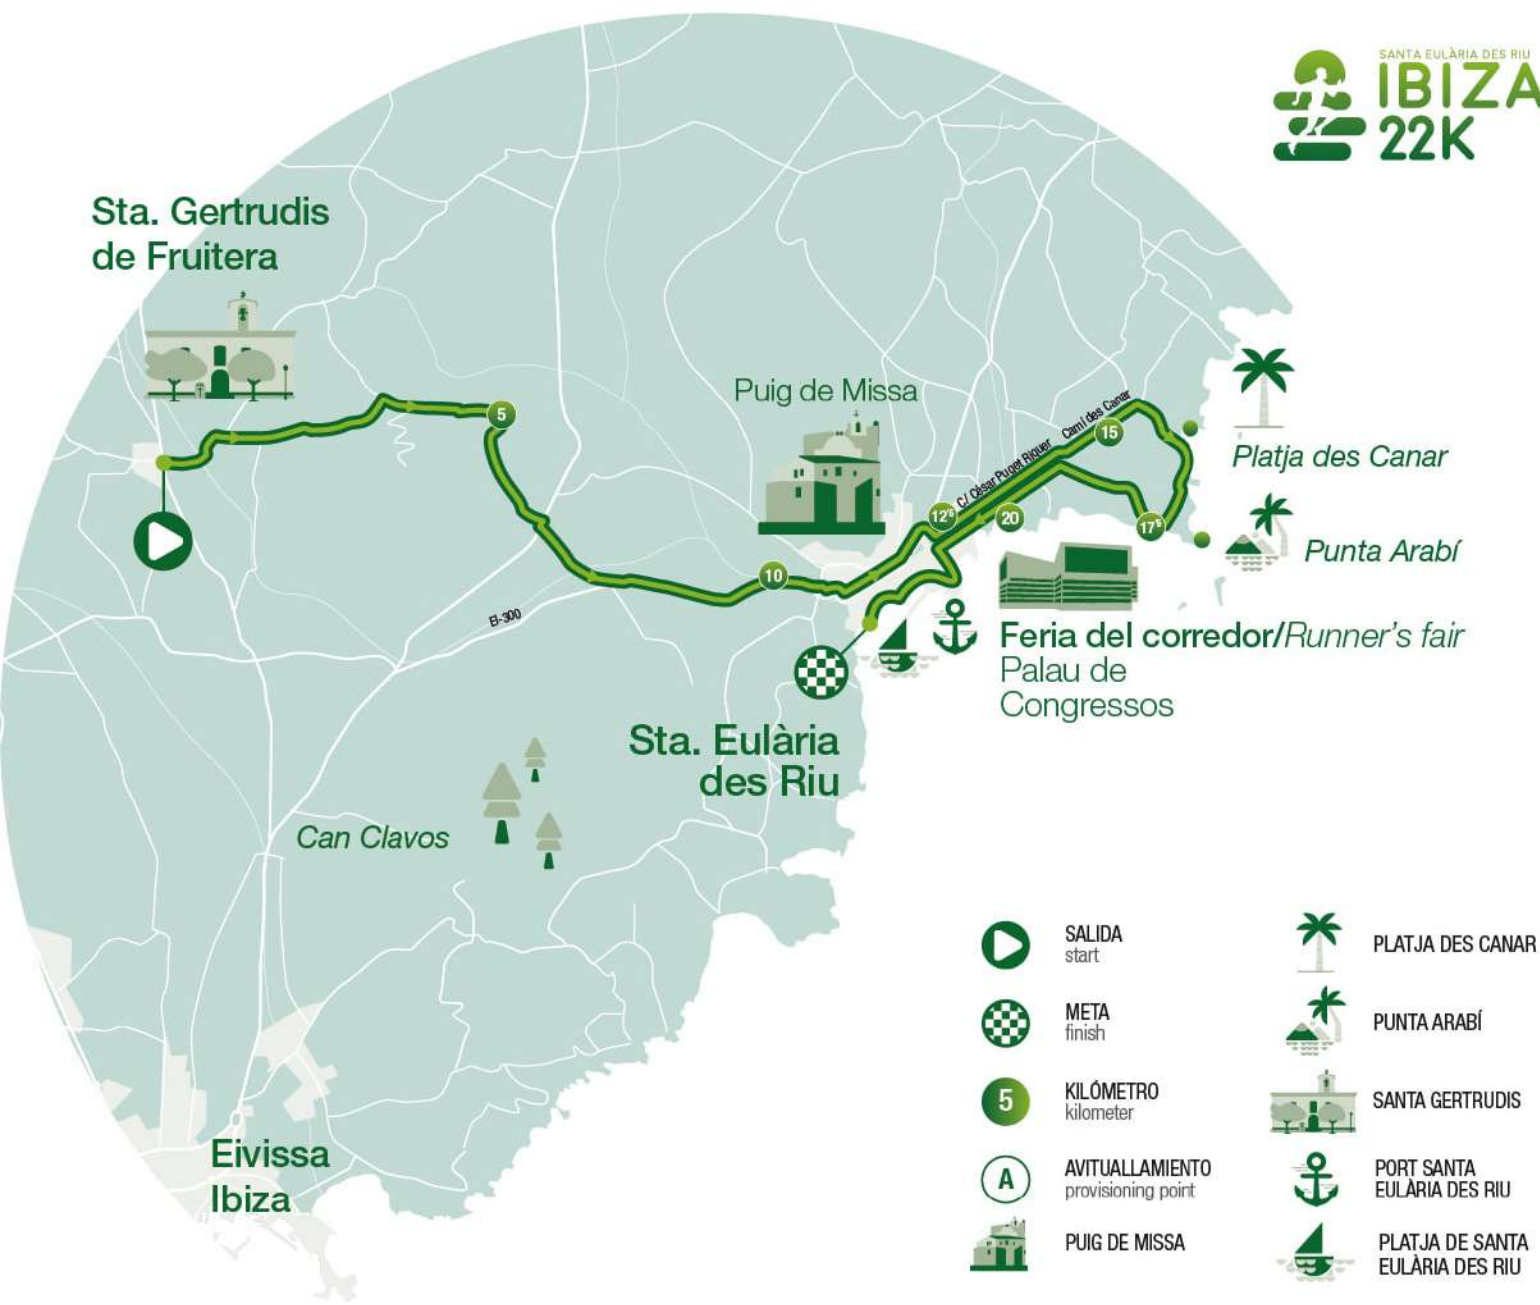 SANTA EULÀRIA DES RIU
IBIZA
22K
Sta. Gertrudis
de Fruitera
5
Puig de Missa
Camí des Canar
15
C/ Cèsar Puget Riquer
Platja des Canar
12'5
20
17'5
Punta Arabí
10
EI-300
Feria del corredor/Runner's fair
Palau de
Congressos
Sta. Eulària
des Riu
Can Clavos
Eivissa
Ibiza
SALIDA
start
META
finish
5
KILÓMETRO
kilometer
A
AVITUALLAMIENTO
provisioning point
PUIG DE MISSA
PLATJA DES CANAR
PUNTA ARABÍ
SANTA GERTRUDIS
PORT SANTA
EULÀRIA DES RIU
PLATJA DE SANTA
EULÀRIA DES RIU